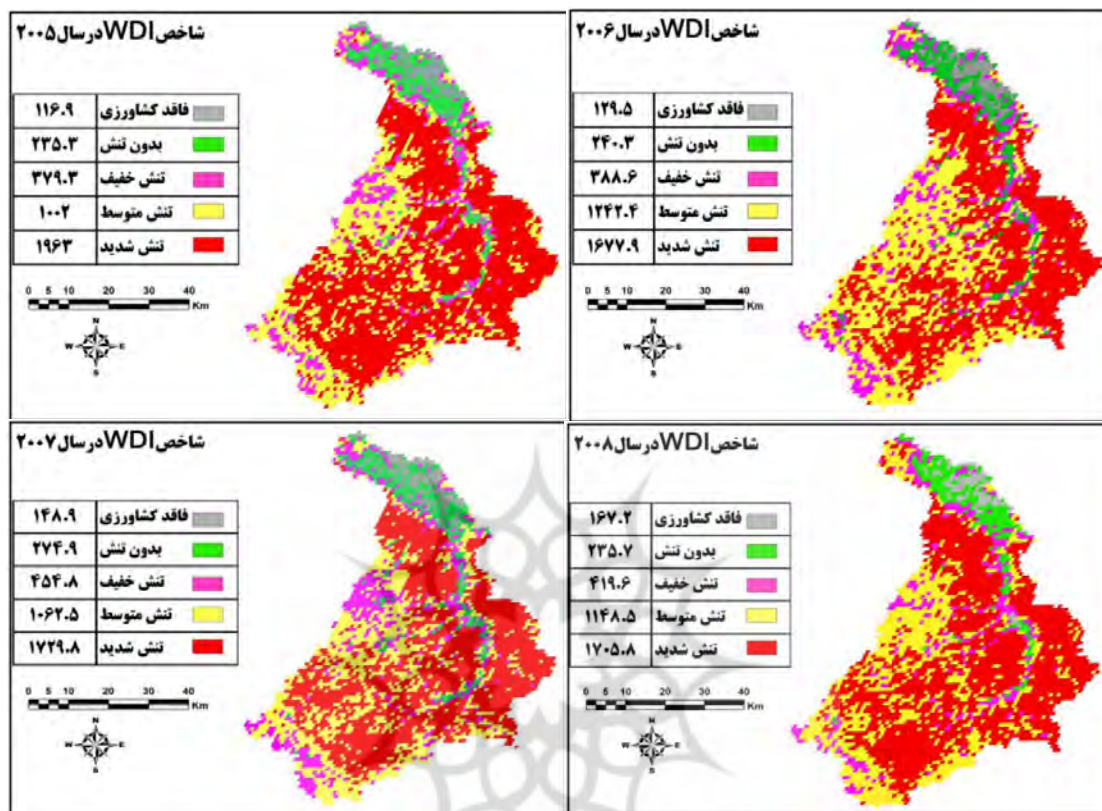 شاخص WDI در سال ۲۰۰۵
فاقد کشاورزی ۱۱۶.۹
بدون تنش ۲۳۵.۳
تنش خفیف ۳۷۹.۳
تنش متوسط ۱۰۰۲
تنش شدید ۱۹۶۳
0 5 10 20 30 40
Km
N
W E
S
شاخص WDI در سال ۲۰۰۶
فاقد کشاورزی ۱۲۹.۵
بدون تنش ۲۴۰.۳
تنش خفیف ۳۸۸.۶
تنش متوسط ۱۲۴۲.۴
تنش شدید ۱۶۷۷.۹
0 5 10 20 30 40
Km
N
W E
S
شاخص WDI در سال ۲۰۰۷
فاقد کشاورزی ۱۴۸.۹
بدون تنش ۲۷۴.۹
تنش خفیف ۴۵۴.۸
تنش متوسط ۱۰۶۲.۵
تنش شدید ۱۷۲۹.۸
0 5 10 20 30 40
Km
N
W E
S
شاخص WDI در سال ۲۰۰۸
فاقد کشاورزی ۱۶۷.۲
بدون تنش ۲۳۵.۷
تنش خفیف ۴۱۹.۶
تنش متوسط ۱۱۴۸.۵
تنش شدید ۱۷۰۵.۸
0 5 10 20 30 40
Km
N
W E
S